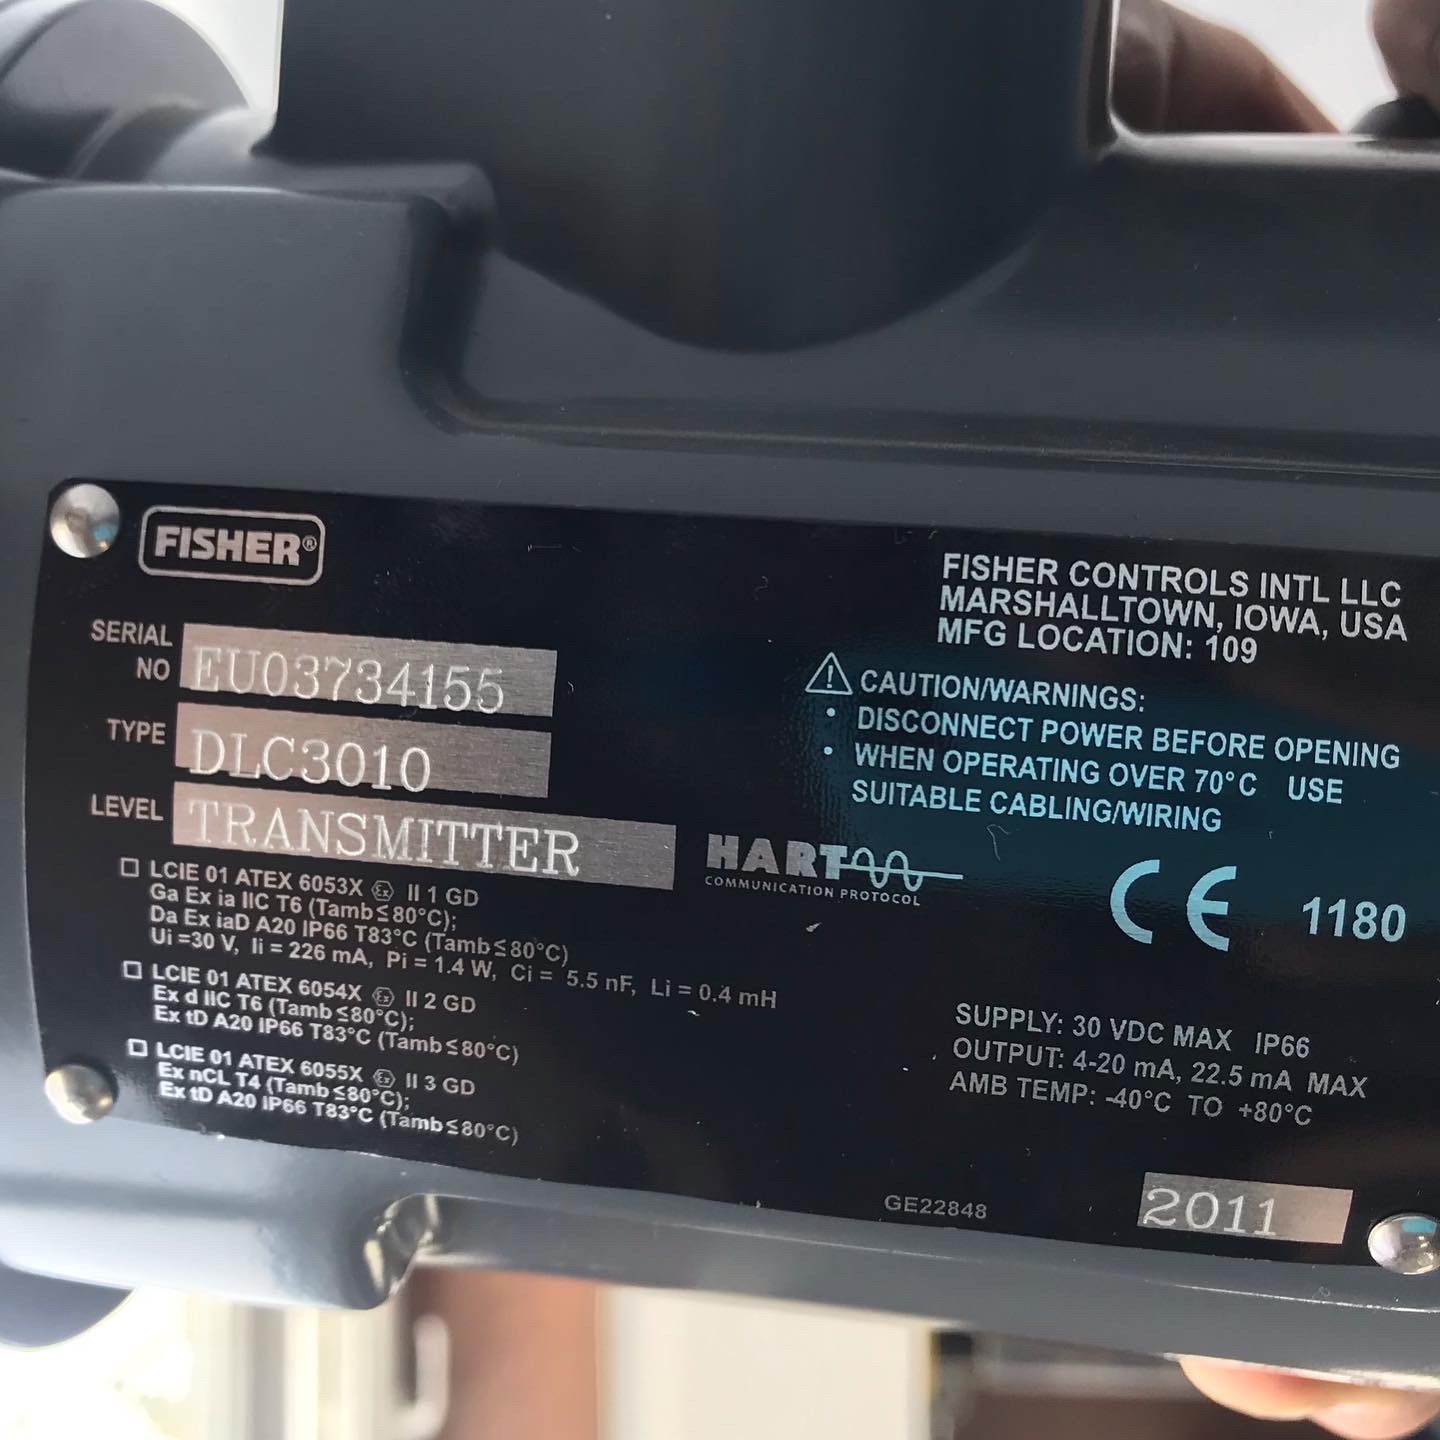 FISHER®
SERIAL NO EU03734155
TYPE DLC3010
LEVEL TRANSMITTER
LCIE 01 ATEX 6053X Ex II 1 GD
Ga Ex ia IIC T6 (Tamb≤80°C);
Da Ex iaD A20 IP66 T83°C (Tamb≤80°C)
Ui =30 V, Ii = 226 mA, Pi = 1.4 W, Ci = 5.5 nF, Li = 0.4 mH
LCIE 01 ATEX 6054X Ex II 2 GD
Ex d IIC T6 (Tamb≤80°C);
Ex tD A20 IP66 T83°C (Tamb≤80°C)
LCIE 01 ATEX 6055X Ex II 3 GD
Ex nCL T4 (Tamb≤80°C);
Ex tD A20 IP66 T83°C (Tamb≤80°C)
HART
COMMUNICATION PROTOCOL
FISHER CONTROLS INTL LLC
MARSHALLTOWN, IOWA, USA
MFG LOCATION: 109
CAUTION/WARNINGS:
• DISCONNECT POWER BEFORE OPENING
• WHEN OPERATING OVER 70°C USE
SUITABLE CABLING/WIRING
CE 1180
SUPPLY: 30 VDC MAX IP66
OUTPUT: 4-20 mA, 22.5 mA MAX
AMB TEMP: -40°C TO +80°C
GE22848
2011